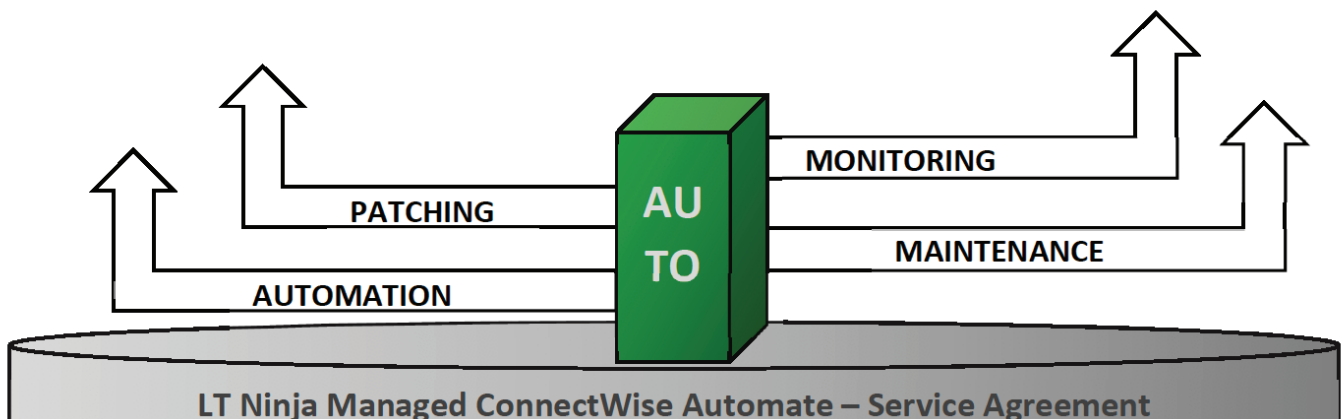 MONITORING
PATCHING
AU
TO
MAINTENANCE
AUTOMATION
LT Ninja Managed ConnectWise Automate – Service Agreement